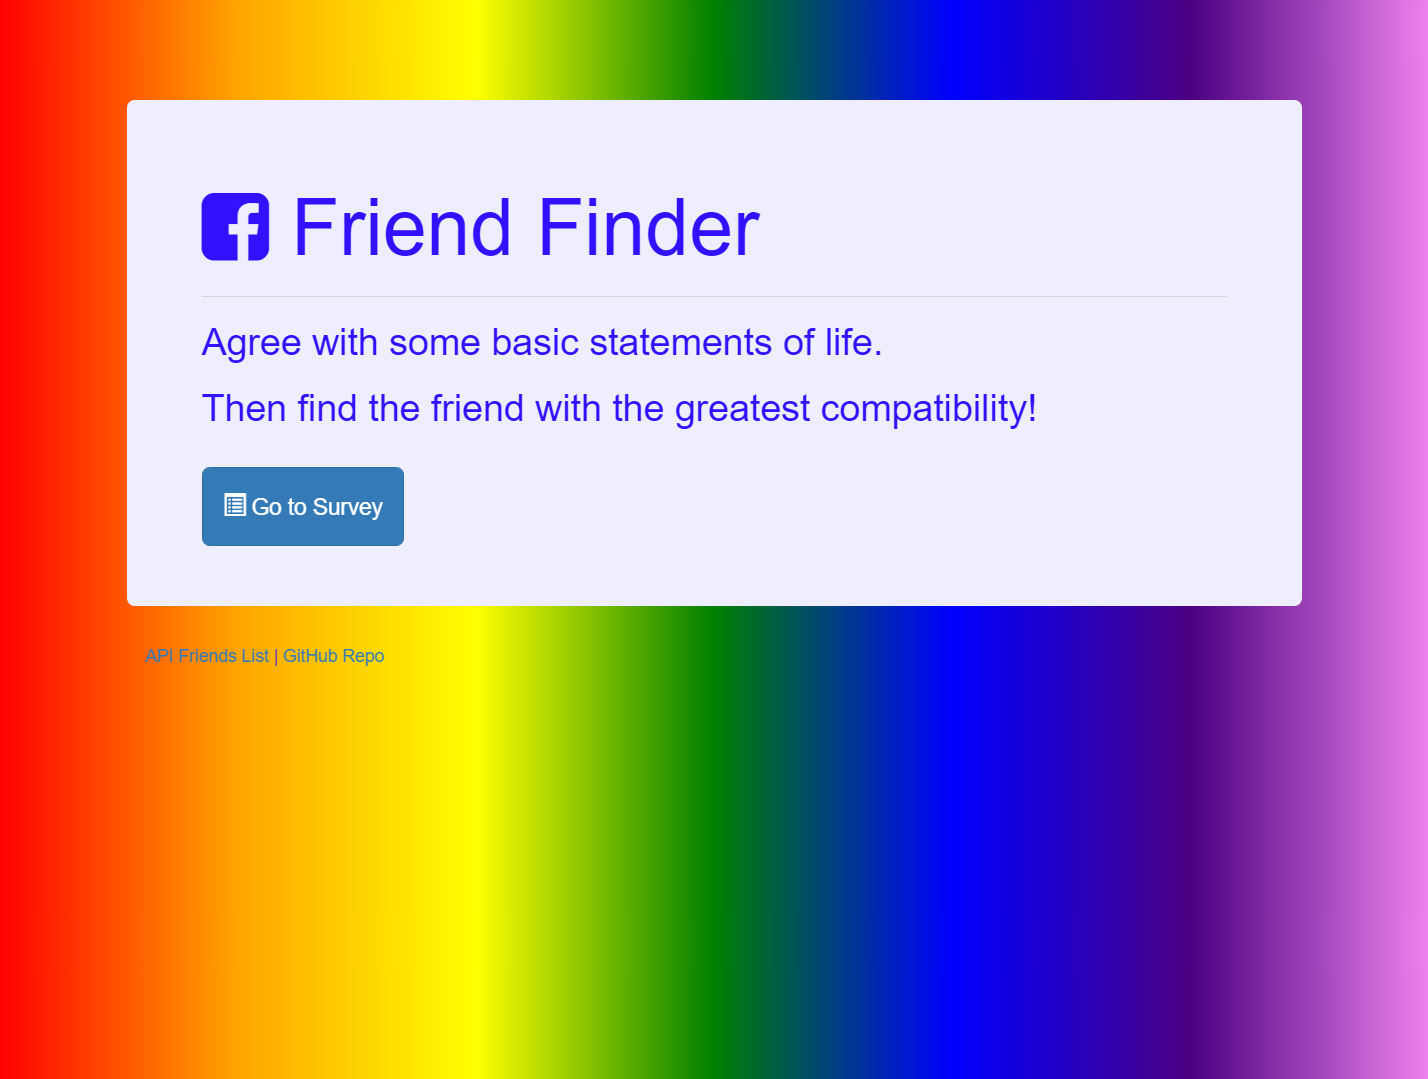 Friend Finder
Agree with some basic statements of life.
Then find the friend with the greatest compatibility!
Go to Survey
API Friends List | GitHub Repo